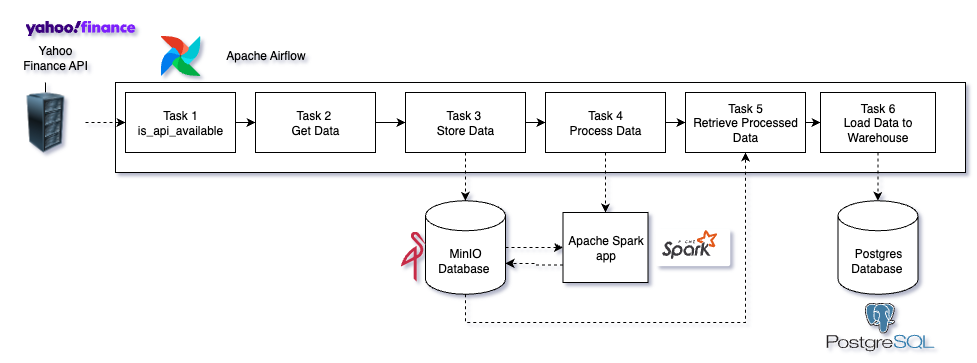 yahoo!finance
Yahoo
Finance API
Apache Airflow
Task 1
is_api_available
Task 2
Get Data
Task 3
Store Data
Task 4
Process Data
Task 5
Retrieve Processed
Data
Task 6
Load Data to
Warehouse
MinIO
Database
Apache Spark
app
Spark
Postgres
Database
PostgreSQL